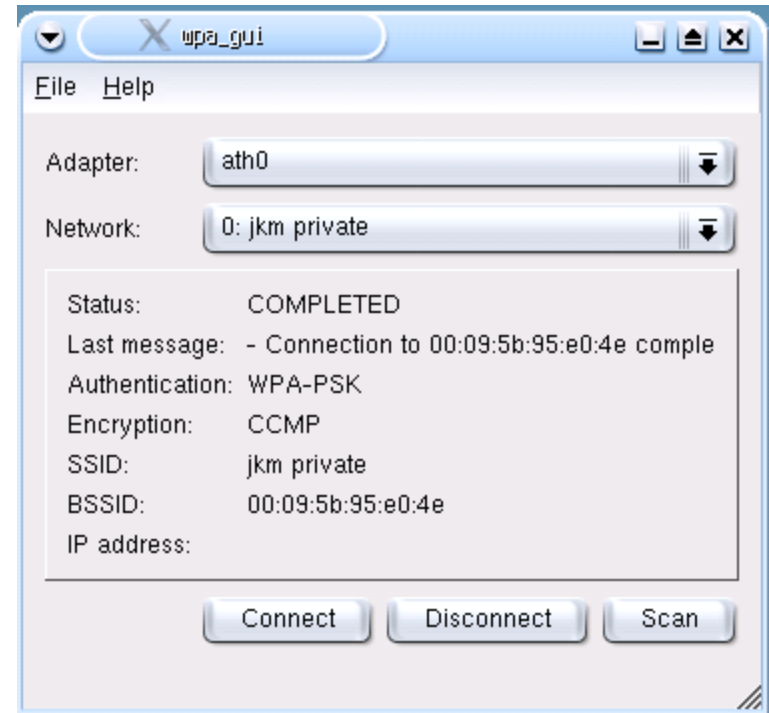 wpa_gui
File Help
Adapter: ath0
Network: 0: jkm private
Status: COMPLETED
Last message: - Connection to 00:09:5b:95:e0:4e comple
Authentication: WPA-PSK
Encryption: CCMP
SSID: jkm private
BSSID: 00:09:5b:95:e0:4e
IP address:
Connect Disconnect Scan